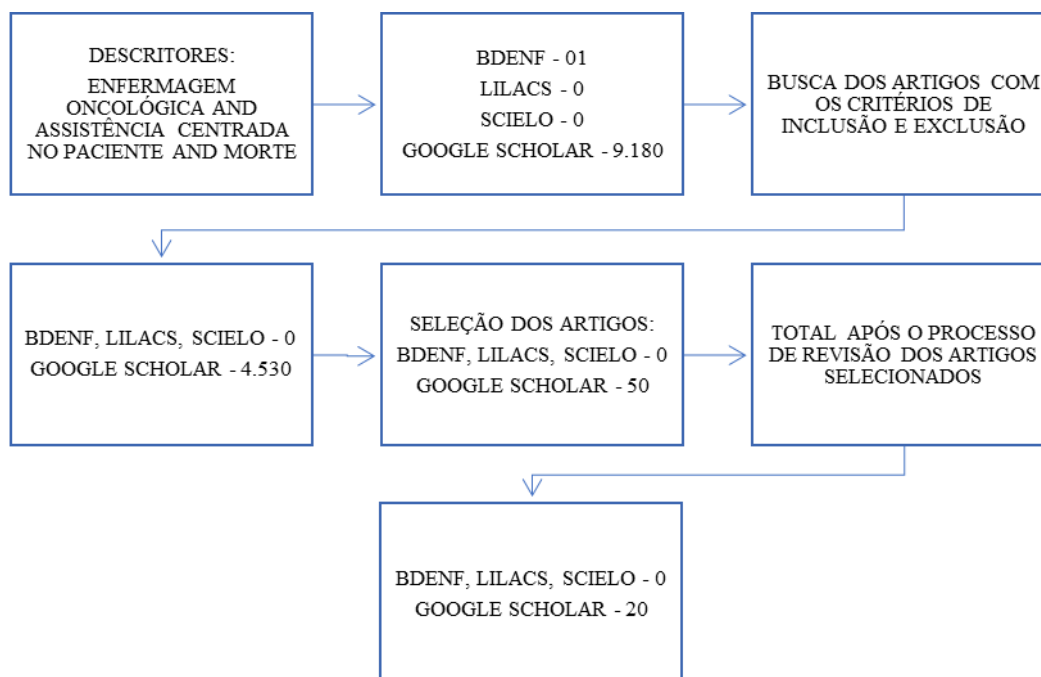 DESCRITORES:
ENFERMAGEM
ONCOLÓGICA AND
ASSISTÊNCIA CENTRADA
NO PACIENTE AND MORTE
BDENF - 01
LILACS - 0
SCIELO - 0
GOOGLE SCHOLAR - 9.180
BUSCA DOS ARTIGOS COM
OS CRITÉRIOS DE
INCLUSÃO E EXCLUSÃO
BDENF, LILACS, SCIELO - 0
GOOGLE SCHOLAR - 4.530
SELEÇÃO DOS ARTIGOS:
BDENF, LILACS, SCIELO - 0
GOOGLE SCHOLAR - 50
TOTAL APÓS O PROCESSO
DE REVISÃO DOS ARTIGOS
SELECIONADOS
BDENF, LILACS, SCIELO - 0
GOOGLE SCHOLAR - 20